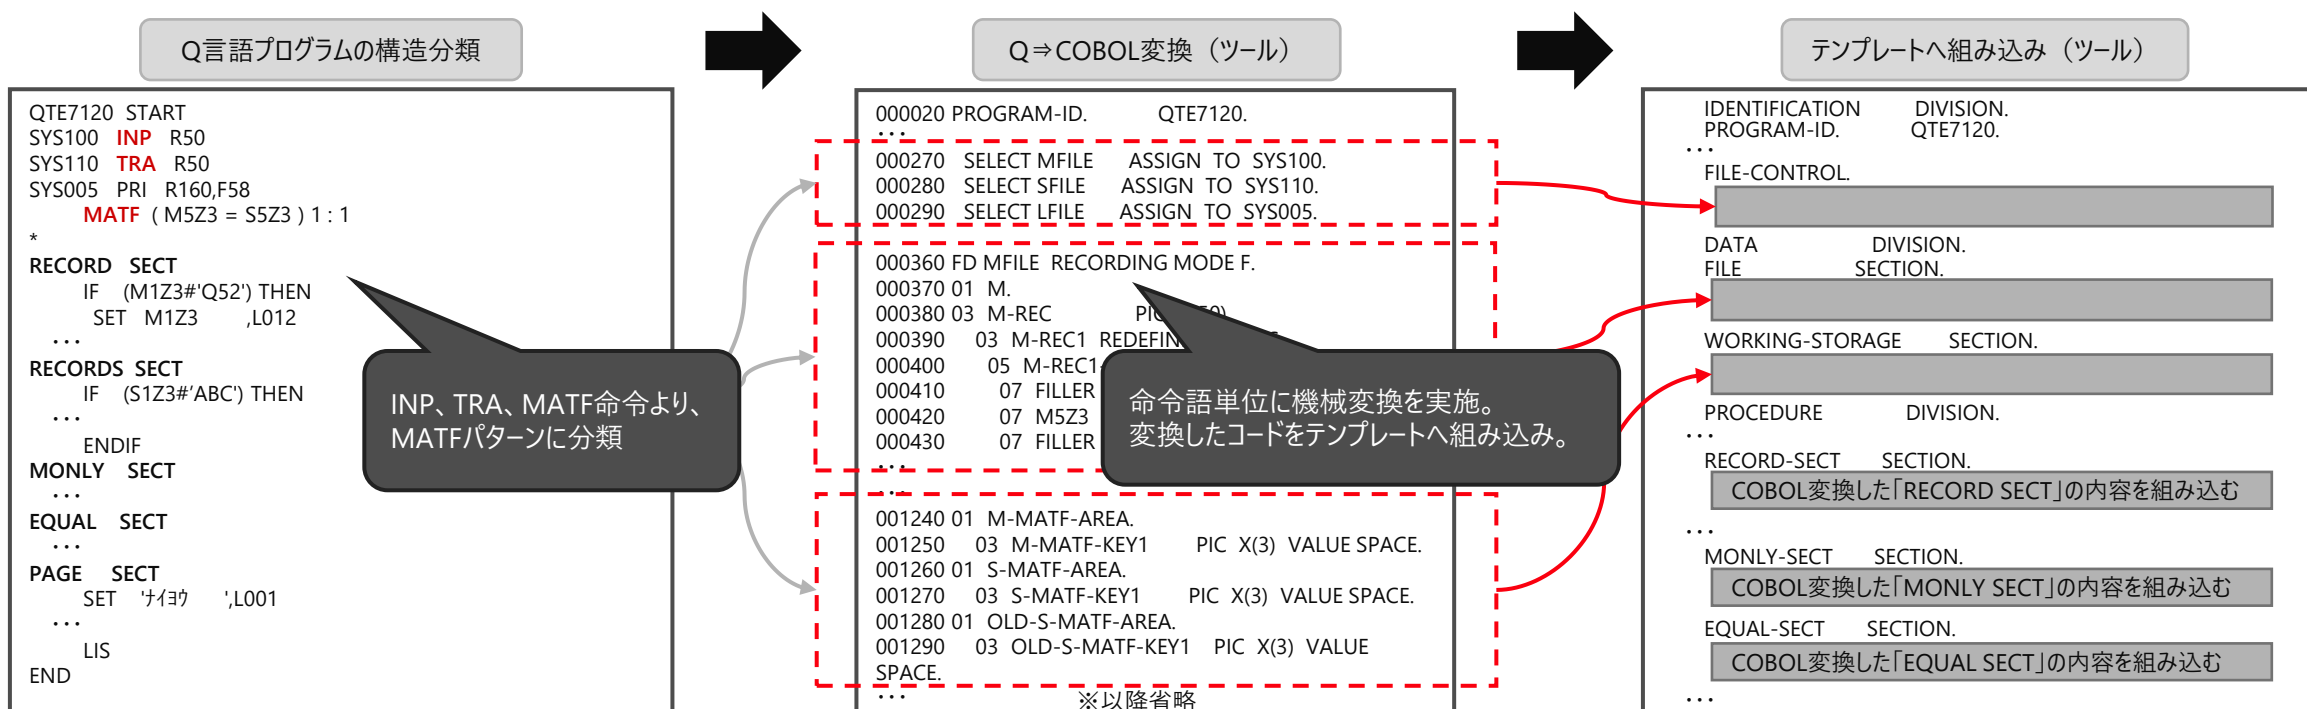 Q言語プログラムの構造分類
QTE7120 START
SYS100 INP R50
SYS110 TRA R50
SYS005 PRI R160,F58
MATF ( M5Z3 = S5Z3 ) 1 : 1
*
RECORD SECT
IF (M1Z3#'Q52') THEN
SET M1Z3 ,L012
...
RECORDS SECT
IF (S1Z3#'ABC') THEN
...
ENDIF
MONLY SECT
...
EQUAL SECT
...
PAGE SECT
SET 'ﾅｲﾖｳ ',L001
...
LIS
END
INP、TRA、MATF命令より、
MATFパターンに分類
Q⇒COBOL変換（ツール）
000020 PROGRAM-ID. QTE7120.
...
000270 SELECT MFILE ASSIGN TO SYS100.
000280 SELECT SFILE ASSIGN TO SYS110.
000290 SELECT LFILE ASSIGN TO SYS005.
000360 FD MFILE RECORDING MODE F.
000370 01 M.
000380 03 M-REC
000390 03 M-REC1
000400 05
000410 07 FILLER
000420 07 M5Z3
000430 07 FILLER
...
...
001240 01 M-MATF-AREA.
001250 03 M-MATF-KEY1 PIC X(3) VALUE SPACE.
001260 01 S-MATF-AREA.
001270 03 S-MATF-KEY1 PIC X(3) VALUE SPACE.
001280 01 OLD-S-MATF-AREA.
001290 03 OLD-S-MATF-KEY1 PIC X(3) VALUE
SPACE.
...
※以降省略
命令語単位に機械変換を実施。
変換したコードをテンプレートへ組み込み。
テンプレートへ組み込み（ツール）
IDENTIFICATION DIVISION.
PROGRAM-ID. QTE7120.
...
FILE-CONTROL.
DATA DIVISION.
FILE SECTION.
WORKING-STORAGE SECTION.
PROCEDURE DIVISION.
...
RECORD-SECT SECTION.
COBOL変換した「RECORD SECT」の内容を組み込む
...
MONLY-SECT SECTION.
COBOL変換した「MONLY SECT」の内容を組み込む
EQUAL-SECT SECTION.
COBOL変換した「EQUAL SECT」の内容を組み込む
...